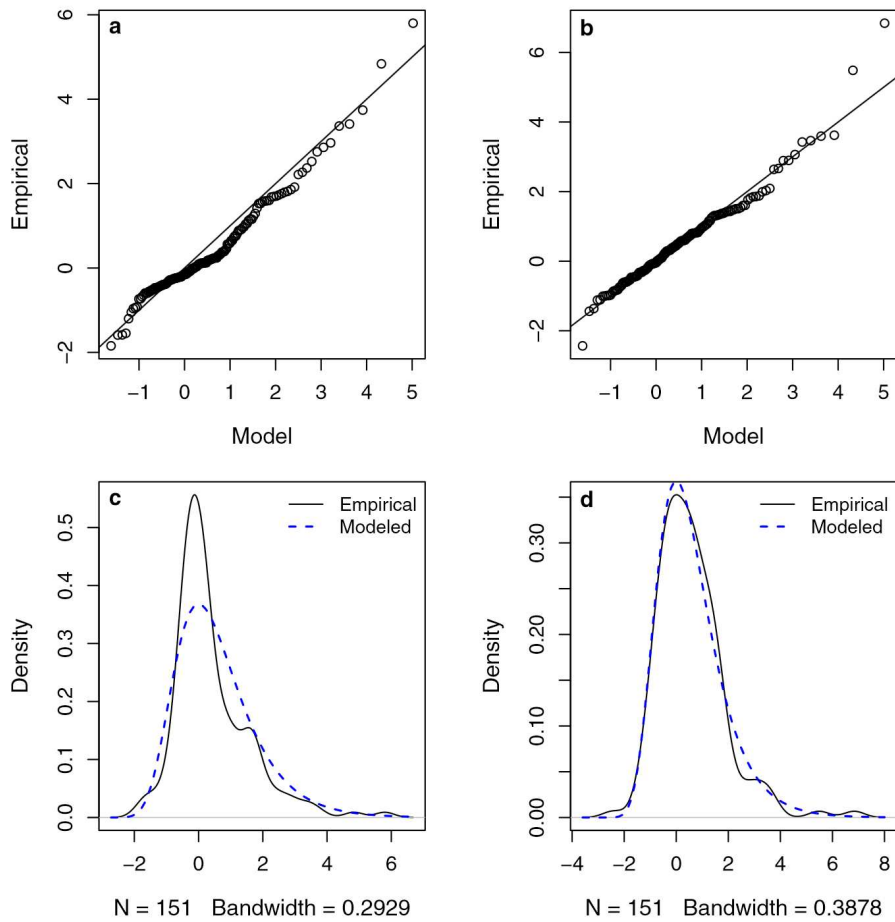 a
Empirical
6
4
2
0
−2
−1 0 1 2 3 4 5
Model
b
Empirical
6
4
2
0
−2
−1 0 1 2 3 4 5
Model
c
Empirical
Modeled
Density
0.5
0.4
0.3
0.2
0.1
0.0
−2 0 2 4 6
N = 151 Bandwidth = 0.2929
d
Empirical
Modeled
Density
0.30
0.20
0.10
0.00
−4 −2 0 2 4 6 8
N = 151 Bandwidth = 0.3878